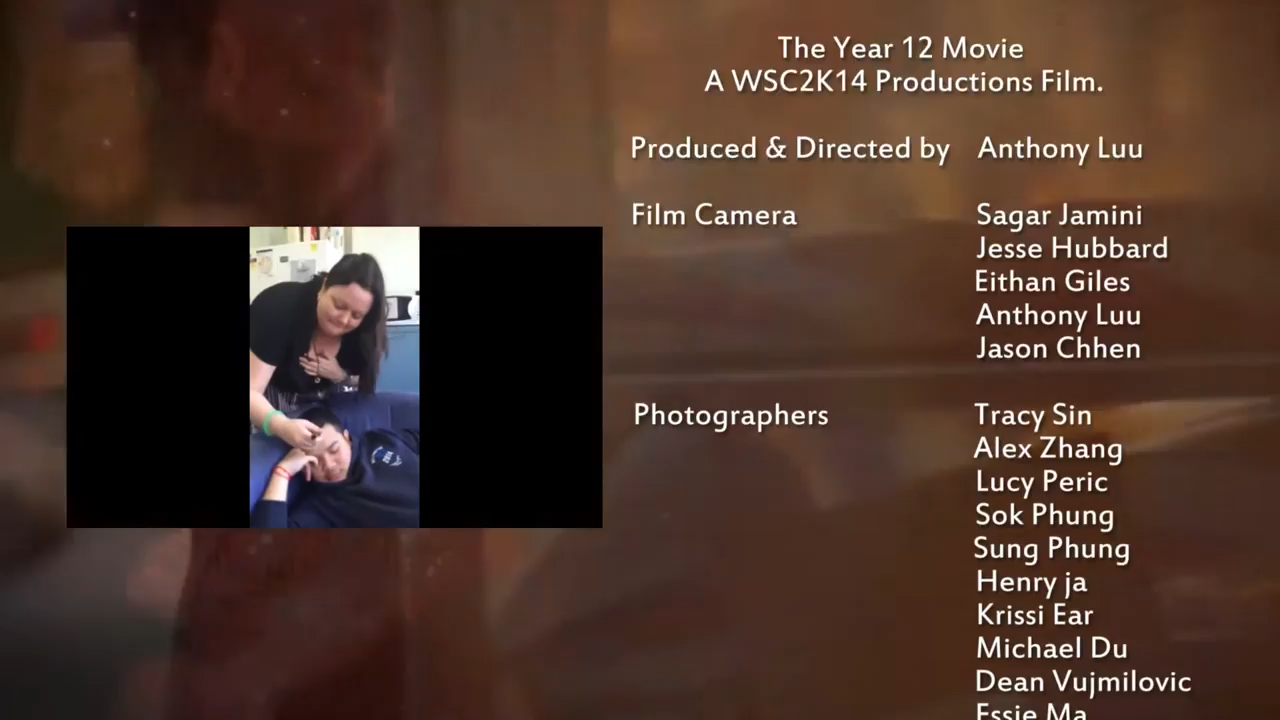 The Year 12 Movie
A WSC2K14 Productions Film.
Produced & Directed by Anthony Luu
Film Camera Sagar Jamini
Jesse Hubbard
Eithan Giles
Anthony Luu
Jason Chhen
Photographers Tracy Sin
Alex Zhang
Lucy Peric
Sok Phung
Sung Phung
Henry ja
Krissi Ear
Michael Du
Dean Vujmilovic
Essie Ma